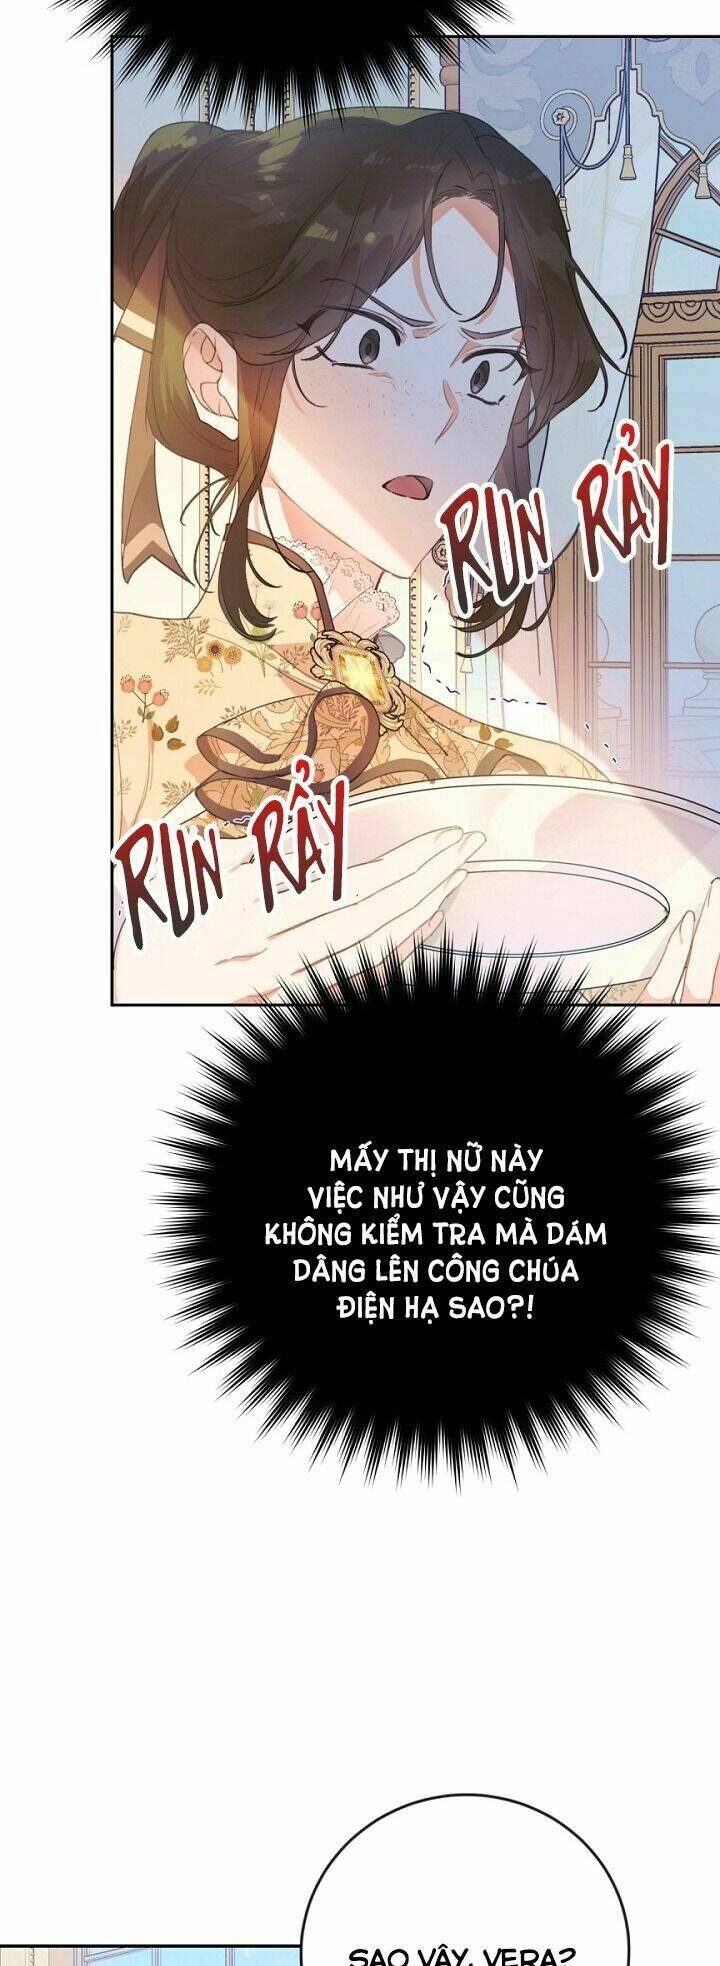 RUN RẨY
RUN RẨY
MẤY THỊ NỮ NÀY
VIỆC NHƯ VẬY CŨNG
KHÔNG KIỂM TRA MÀ DÁM
DÂNG LÊN CÔNG CHÚA
ĐIỆN HẠ SAO?!
SAO VẬY, VERA?